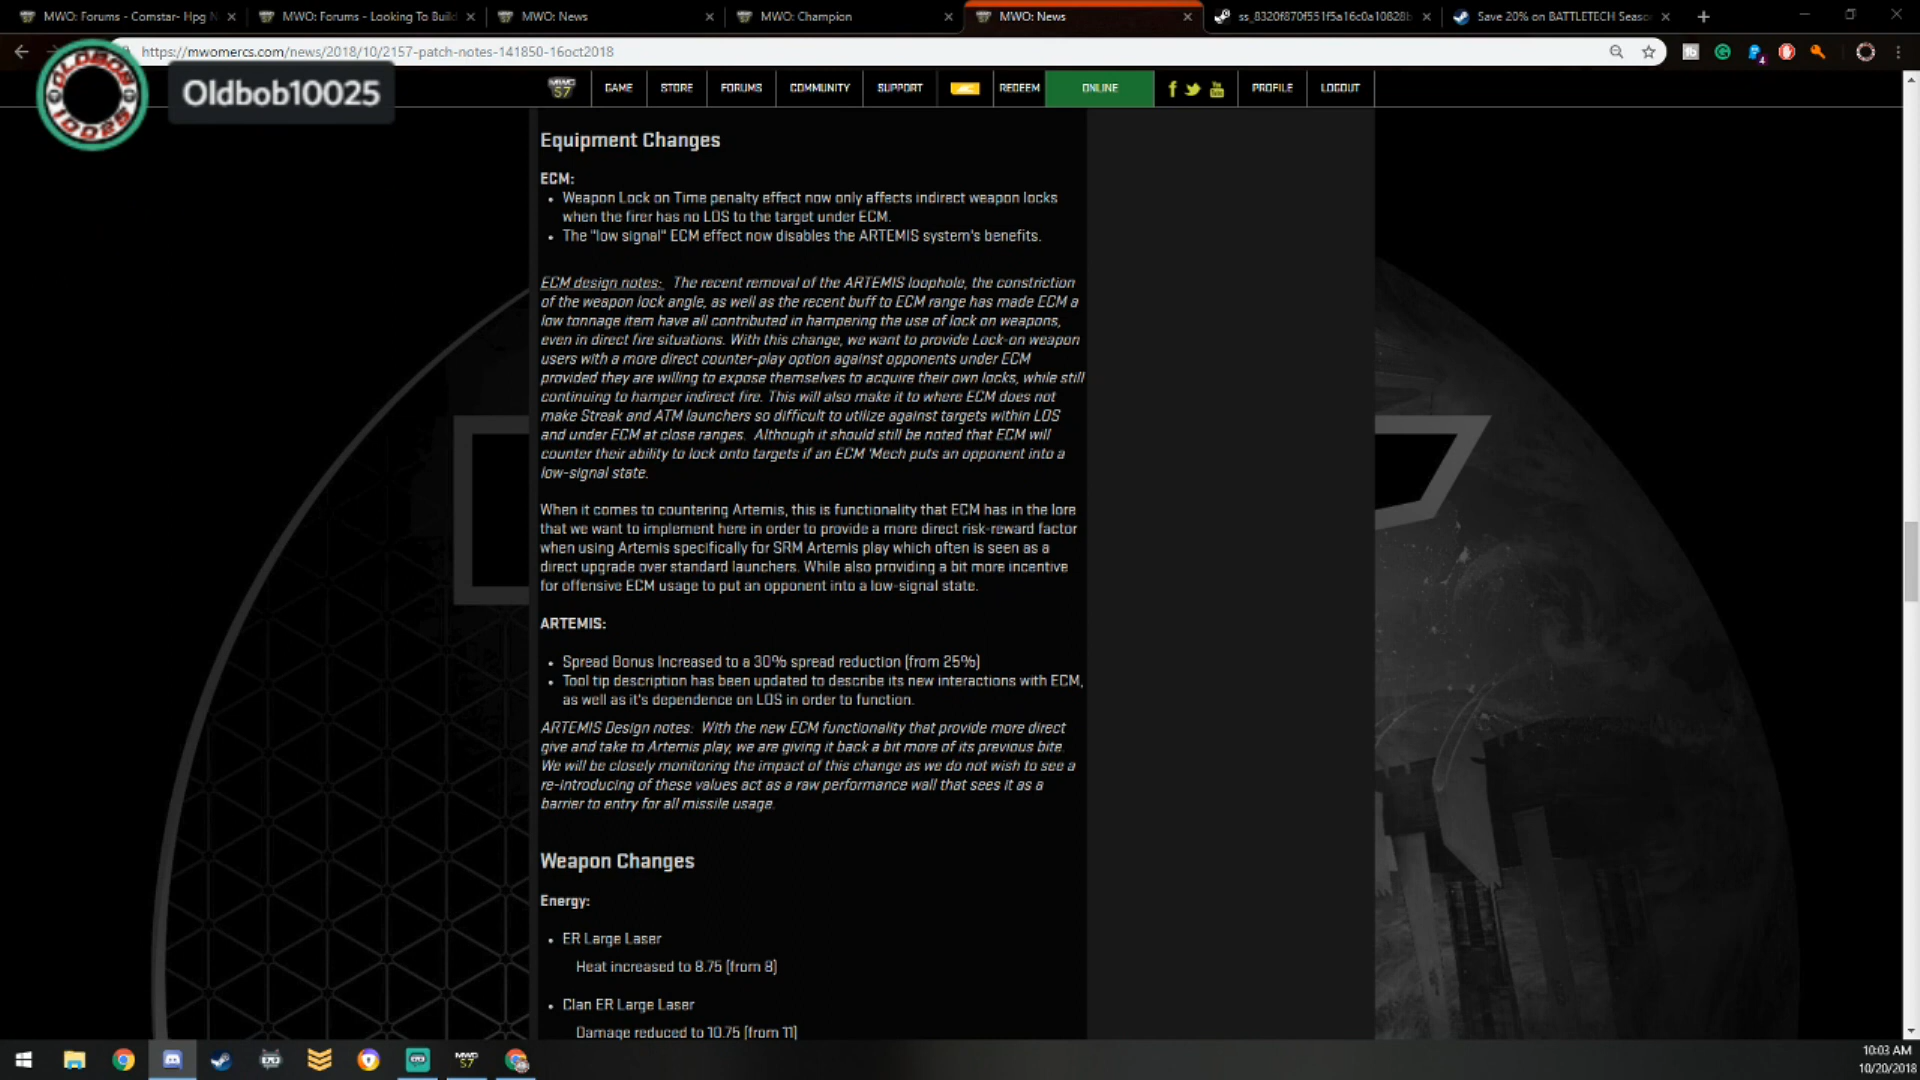 MWO: Forums - Comstar- Hpg N
MWO: Forums - Looking To Build
MWO: News
MWO: Champion
MWO: News
ss_8320f870f551f5a16c0a10828b
Save 20% on BATTLETECH Seaso
https://mwomercs.com/news/2018/10/2157-patch-notes-141850-16oct2018
4
OLDBOB
10025
Oldbob10025
MWO
S7
GAME
STORE
FORUMS
COMMUNITY
SUPPORT
REDEEM
ONLINE
PROFILE
LOGOUT
Equipment Changes
ECM:
• Weapon Lock on Time penalty effect now only affects indirect weapon locks
when the firer has no LOS to the target under ECM.
• The "low signal" ECM effect now disables the ARTEMIS system's benefits.
ECM design notes: The recent removal of the ARTEMIS loophole, the constriction
of the weapon lock angle, as well as the recent buff to ECM range has made ECM a
low tonnage item have all contributed in hampering the use of lock on weapons,
even in direct fire situations. With this change, we want to provide Lock-on weapon
users with a more direct counter-play option against opponents under ECM
provided they are willing to expose themselves to acquire their own locks, while still
continuing to hamper indirect fire. This will also make it to where ECM does not
make Streak and ATM launchers so difficult to utilize against targets within LOS
and under ECM at close ranges. Although it should still be noted that ECM will
counter their ability to lock onto targets if an ECM 'Mech puts an opponent into a
low-signal state.
When it comes to countering Artemis, this is functionality that ECM has in the lore
that we want to implement here in order to provide a more direct risk-reward factor
when using Artemis specifically for SRM Artemis play which often is seen as a
direct upgrade over standard launchers. While also providing a bit more incentive
for offensive ECM usage to put an opponent into a low-signal state.
ARTEMIS:
• Spread Bonus Increased to a 30% spread reduction (from 25%)
• Tool tip description has been updated to describe its new interactions with ECM,
as well as it's dependence on LOS in order to function.
ARTEMIS Design notes: With the new ECM functionality that provide more direct
give and take to Artemis play, we are giving it back a bit more of its previous bite.
We will be closely monitoring the impact of this change as we do not wish to see a
re-introducing of these values act as a raw performance wall that sees it as a
barrier to entry for all missile usage.
Weapon Changes
Energy:
• ER Large Laser
Heat increased to 8.75 (from 8)
• Clan ER Large Laser
Damage reduced to 10.75 (from 11)
MWO
S7
10:03 AM
10/20/2018